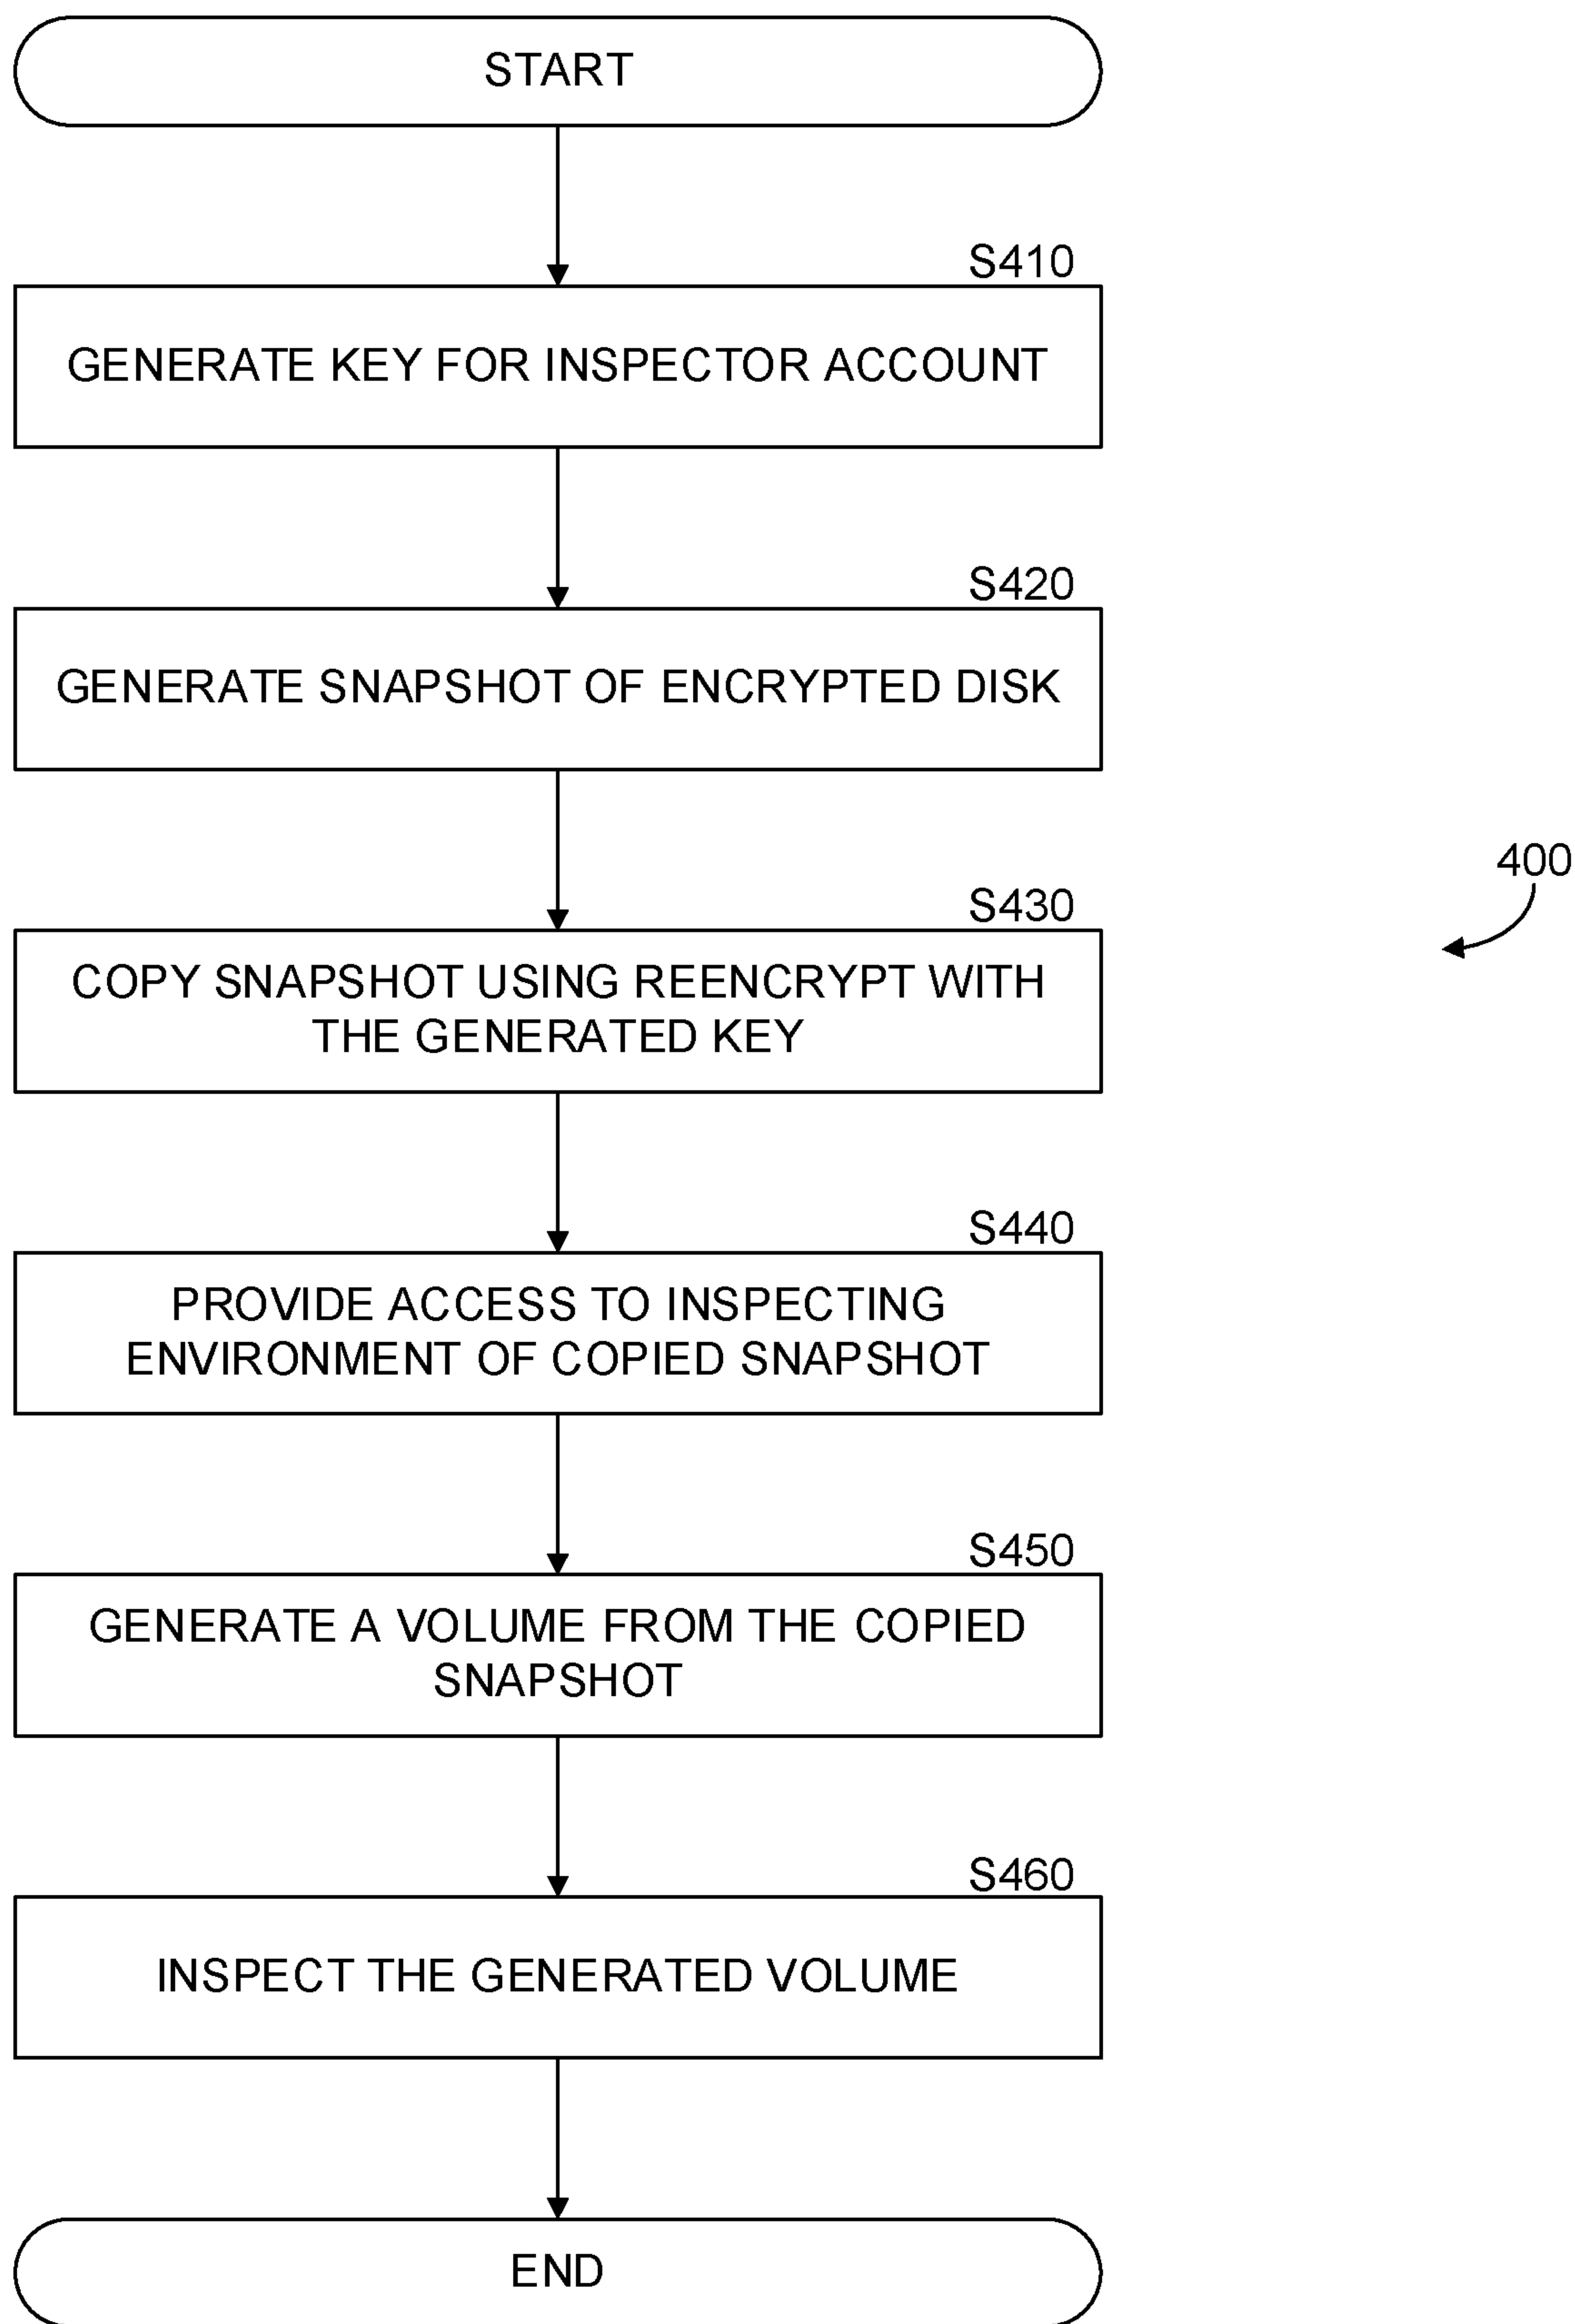 START
S410
GENERATE KEY FOR INSPECTOR ACCOUNT
S420
GENERATE SNAPSHOT OF ENCRYPTED DISK
400
S430
COPY SNAPSHOT USING REENCRYPT WITH
THE GENERATED KEY
S440
PROVIDE ACCESS TO INSPECTING
ENVIRONMENT OF COPIED SNAPSHOT
S450
GENERATE A VOLUME FROM THE COPIED
SNAPSHOT
S460
INSPECT THE GENERATED VOLUME
END